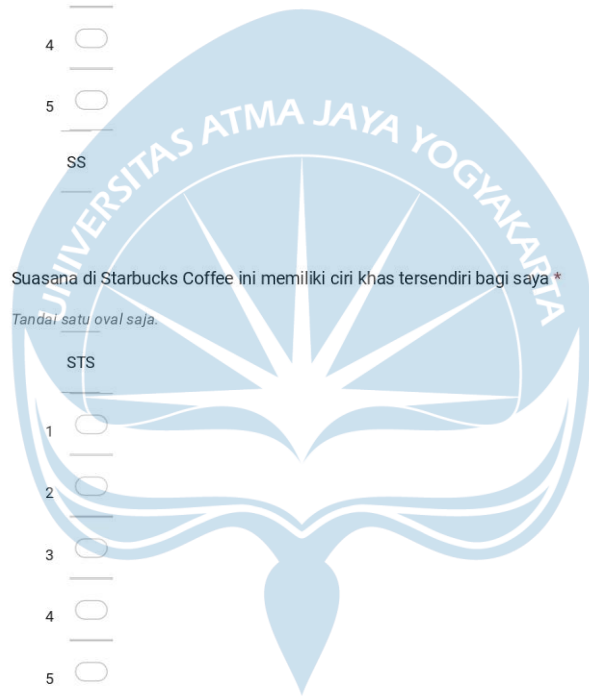 4
5
SS
UNIVERSITAS ATMA JAYA YOGYAKARTA
Suasana di Starbucks Coffee ini memiliki ciri khas tersendiri bagi saya *
Tandai satu oval saja.
STS
1
2
3
4
5